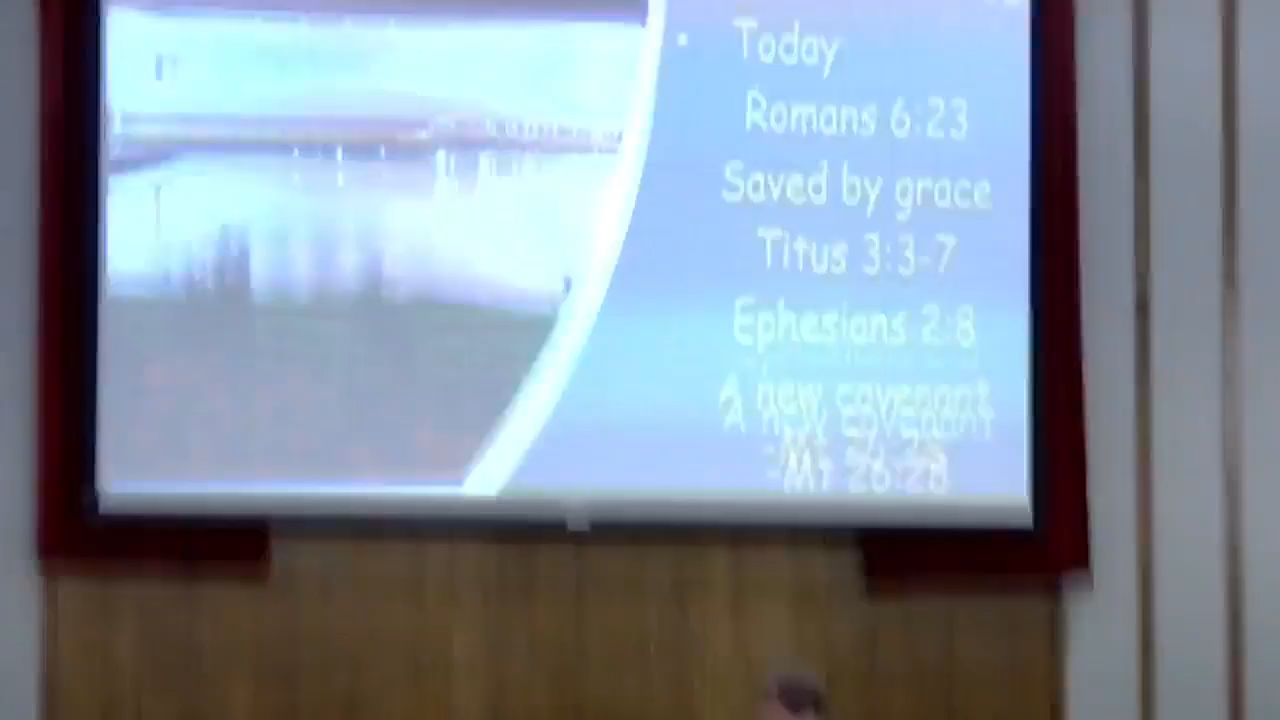 • Today
Romans 6:23
Saved by grace
Titus 3:3-7
Ephesians 2:8
A new covenant
Mt 26:28